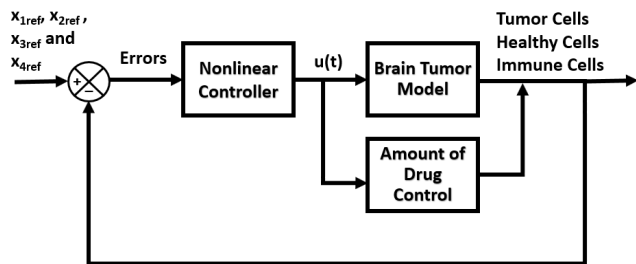 x1ref, x2ref ,
x3ref and
x4ref
+
−
Errors
Nonlinear
Controller
u(t)
Brain Tumor
Model
Amount of
Drug
Control
Tumor Cells
Healthy Cells
Immune Cells